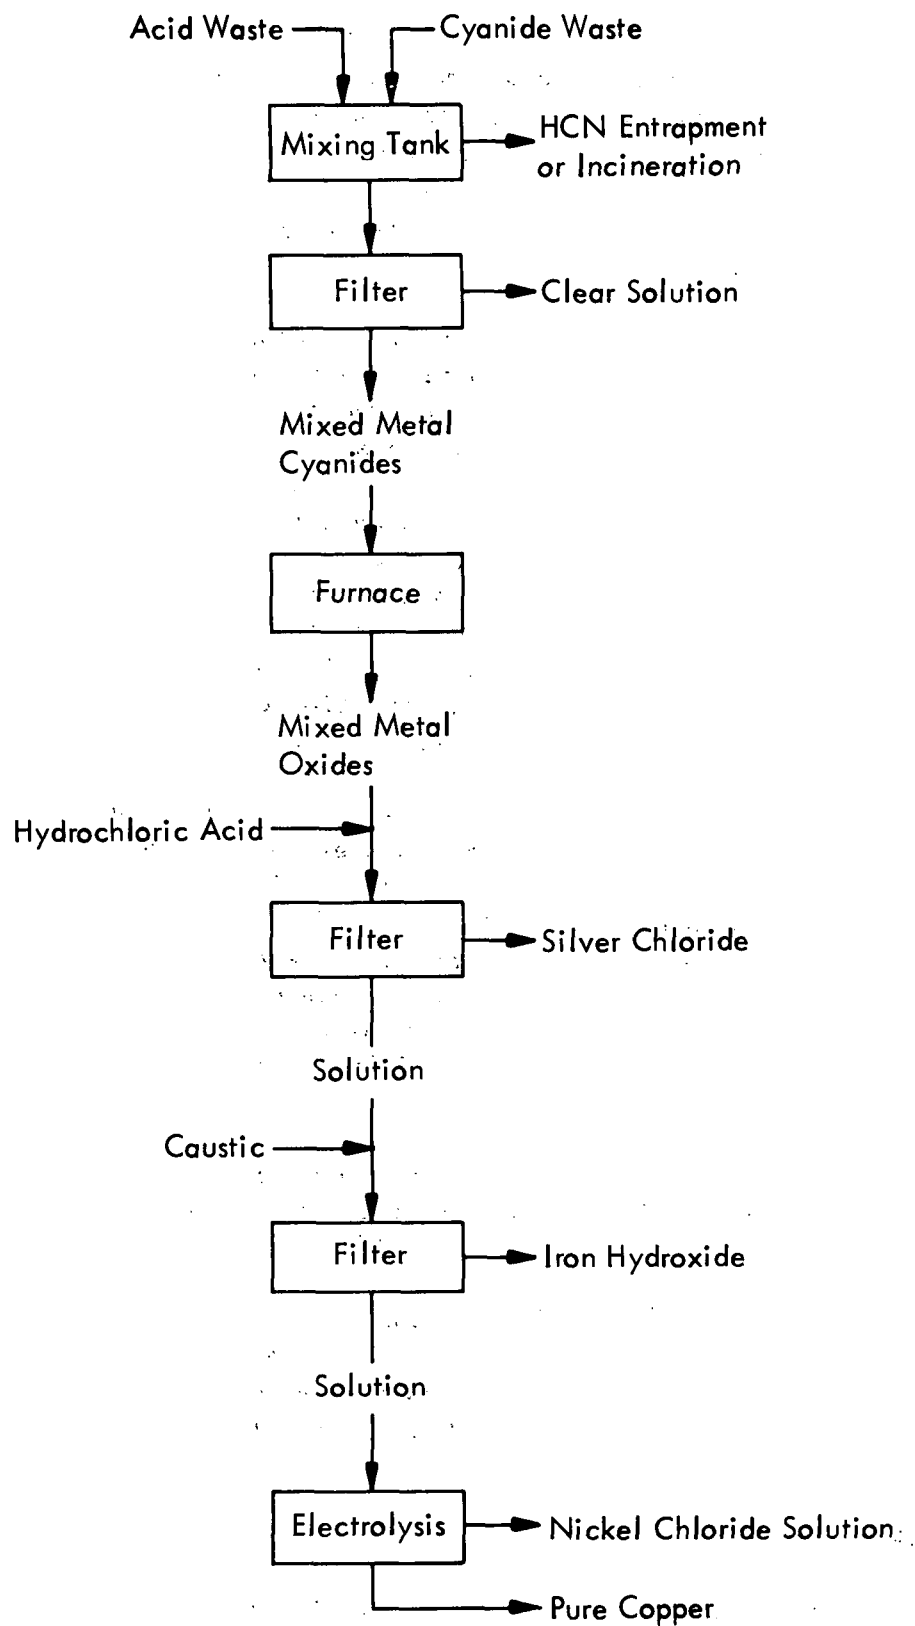 Acid Waste
Cyanide Waste
Mixing Tank
HCN Entrapment
or Incineration
Filter
Clear Solution
Mixed Metal
Cyanides
Furnace
Mixed Metal
Oxides
Hydrochloric Acid
Filter
Silver Chloride
Solution
Caustic
Filter
Iron Hydroxide
Solution
Electrolysis
Nickel Chloride Solution
Pure Copper